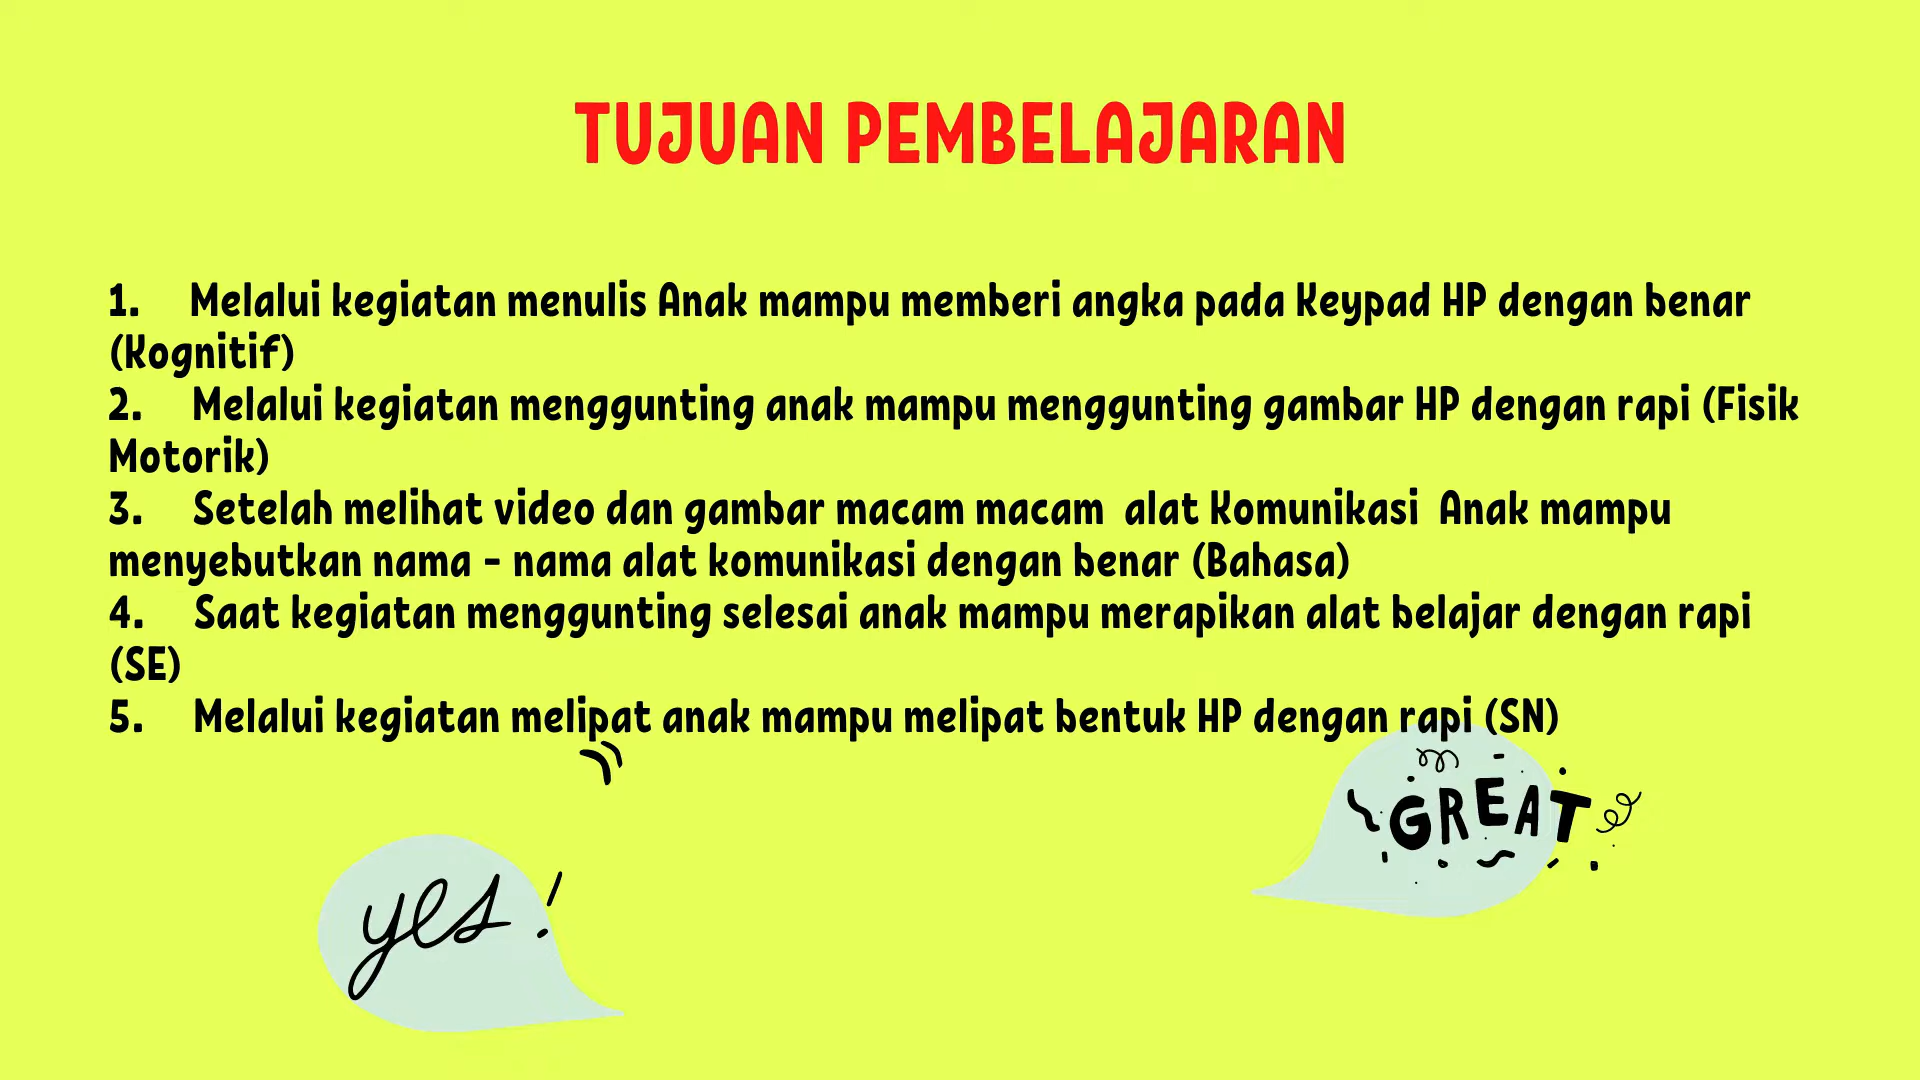 TUJUAN PEMBELAJARAN
1. Melalui kegiatan menulis Anak mampu memberi angka pada Keypad HP dengan benar
(Kognitif)
2. Melalui kegiatan menggunting anak mampu menggunting gambar HP dengan rapi (Fisik
Motorik)
3. Setelah melihat video dan gambar macam macam alat Komunikasi Anak mampu
menyebutkan nama - nama alat komunikasi dengan benar (Bahasa)
4. Saat kegiatan menggunting selesai anak mampu merapikan alat belajar dengan rapi
(SE)
5. Melalui kegiatan melipat anak mampu melipat bentuk HP dengan rapi (SN)
GREAT
yes!